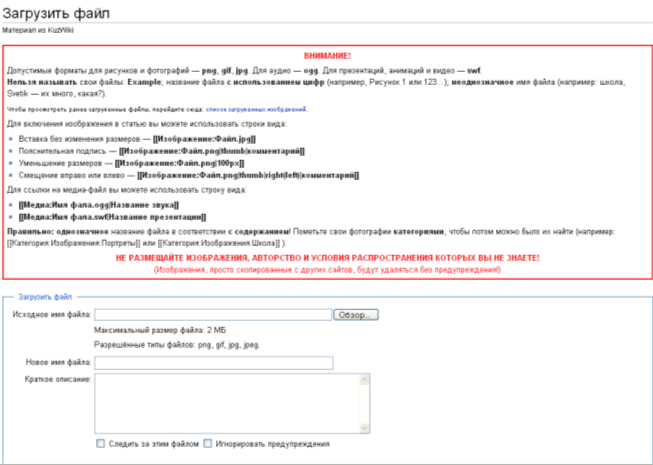 Загрузить файл
Материал из KuzWiki
ВНИМАНИЕ!
Допустимые форматы для рисунков и фотографий — png, gif, jpg. Для аудио — ogg. Для презентаций, анимаций и видео — swf.
Нельзя называть свои файлы: Example; название файла с использованием цифр (например, Рисунок 1 или 123...); неоднозначное имя файла (например: школа,
Svetik — их много, какая?).
Чтобы просмотреть ранее загруженные файлы, перейдите сюда: список загруженных изображений.
Для включения изображения в статью вы можете использовать строки вида:
Вставка без изменения размеров — [[Изображение:Файл.jpg]]
Пояснительная подпись — [[Изображение:Файл.png|thumb|комментарий]]
Уменьшение размеров — [[Изображение:Файл.png|100px]]
Смещение вправо или влево — [[Изображение:Файл.png|thumb|right(left)|комментарий]]
Для ссылки на медиа-файл вы можете использовать строку вида:
[[Медиа:Имя фала.ogg|Название звука]]
[[Медиа:Имя фала.swf|Название презентации]]
Правильно: однозначное название файла в соответствии с содержанием! Пометьте свои фотографии категориями, чтобы потом можно было их найти (например:
[[Категория:Изображения:Портреты]] или [[Категория:Изображения:Школа]] ).
НЕ РАЗМЕЩАЙТЕ ИЗОБРАЖЕНИЯ, АВТОРСТВО И УСЛОВИЯ РАСПРОСТРАНЕНИЯ КОТОРЫХ ВЫ НЕ ЗНАЕТЕ!
(Изображения, просто скопированные с других сайтов, будут удаляться без предупреждения!)
Загрузить файл
Исходное имя файла: Обзор...
Максимальный размер файла: 2 МБ
Разрешённые типы файлов: png, gif, jpg, jpeg.
Новое имя файла:
Краткое описание:
Следить за этим файлом Игнорировать предупреждения